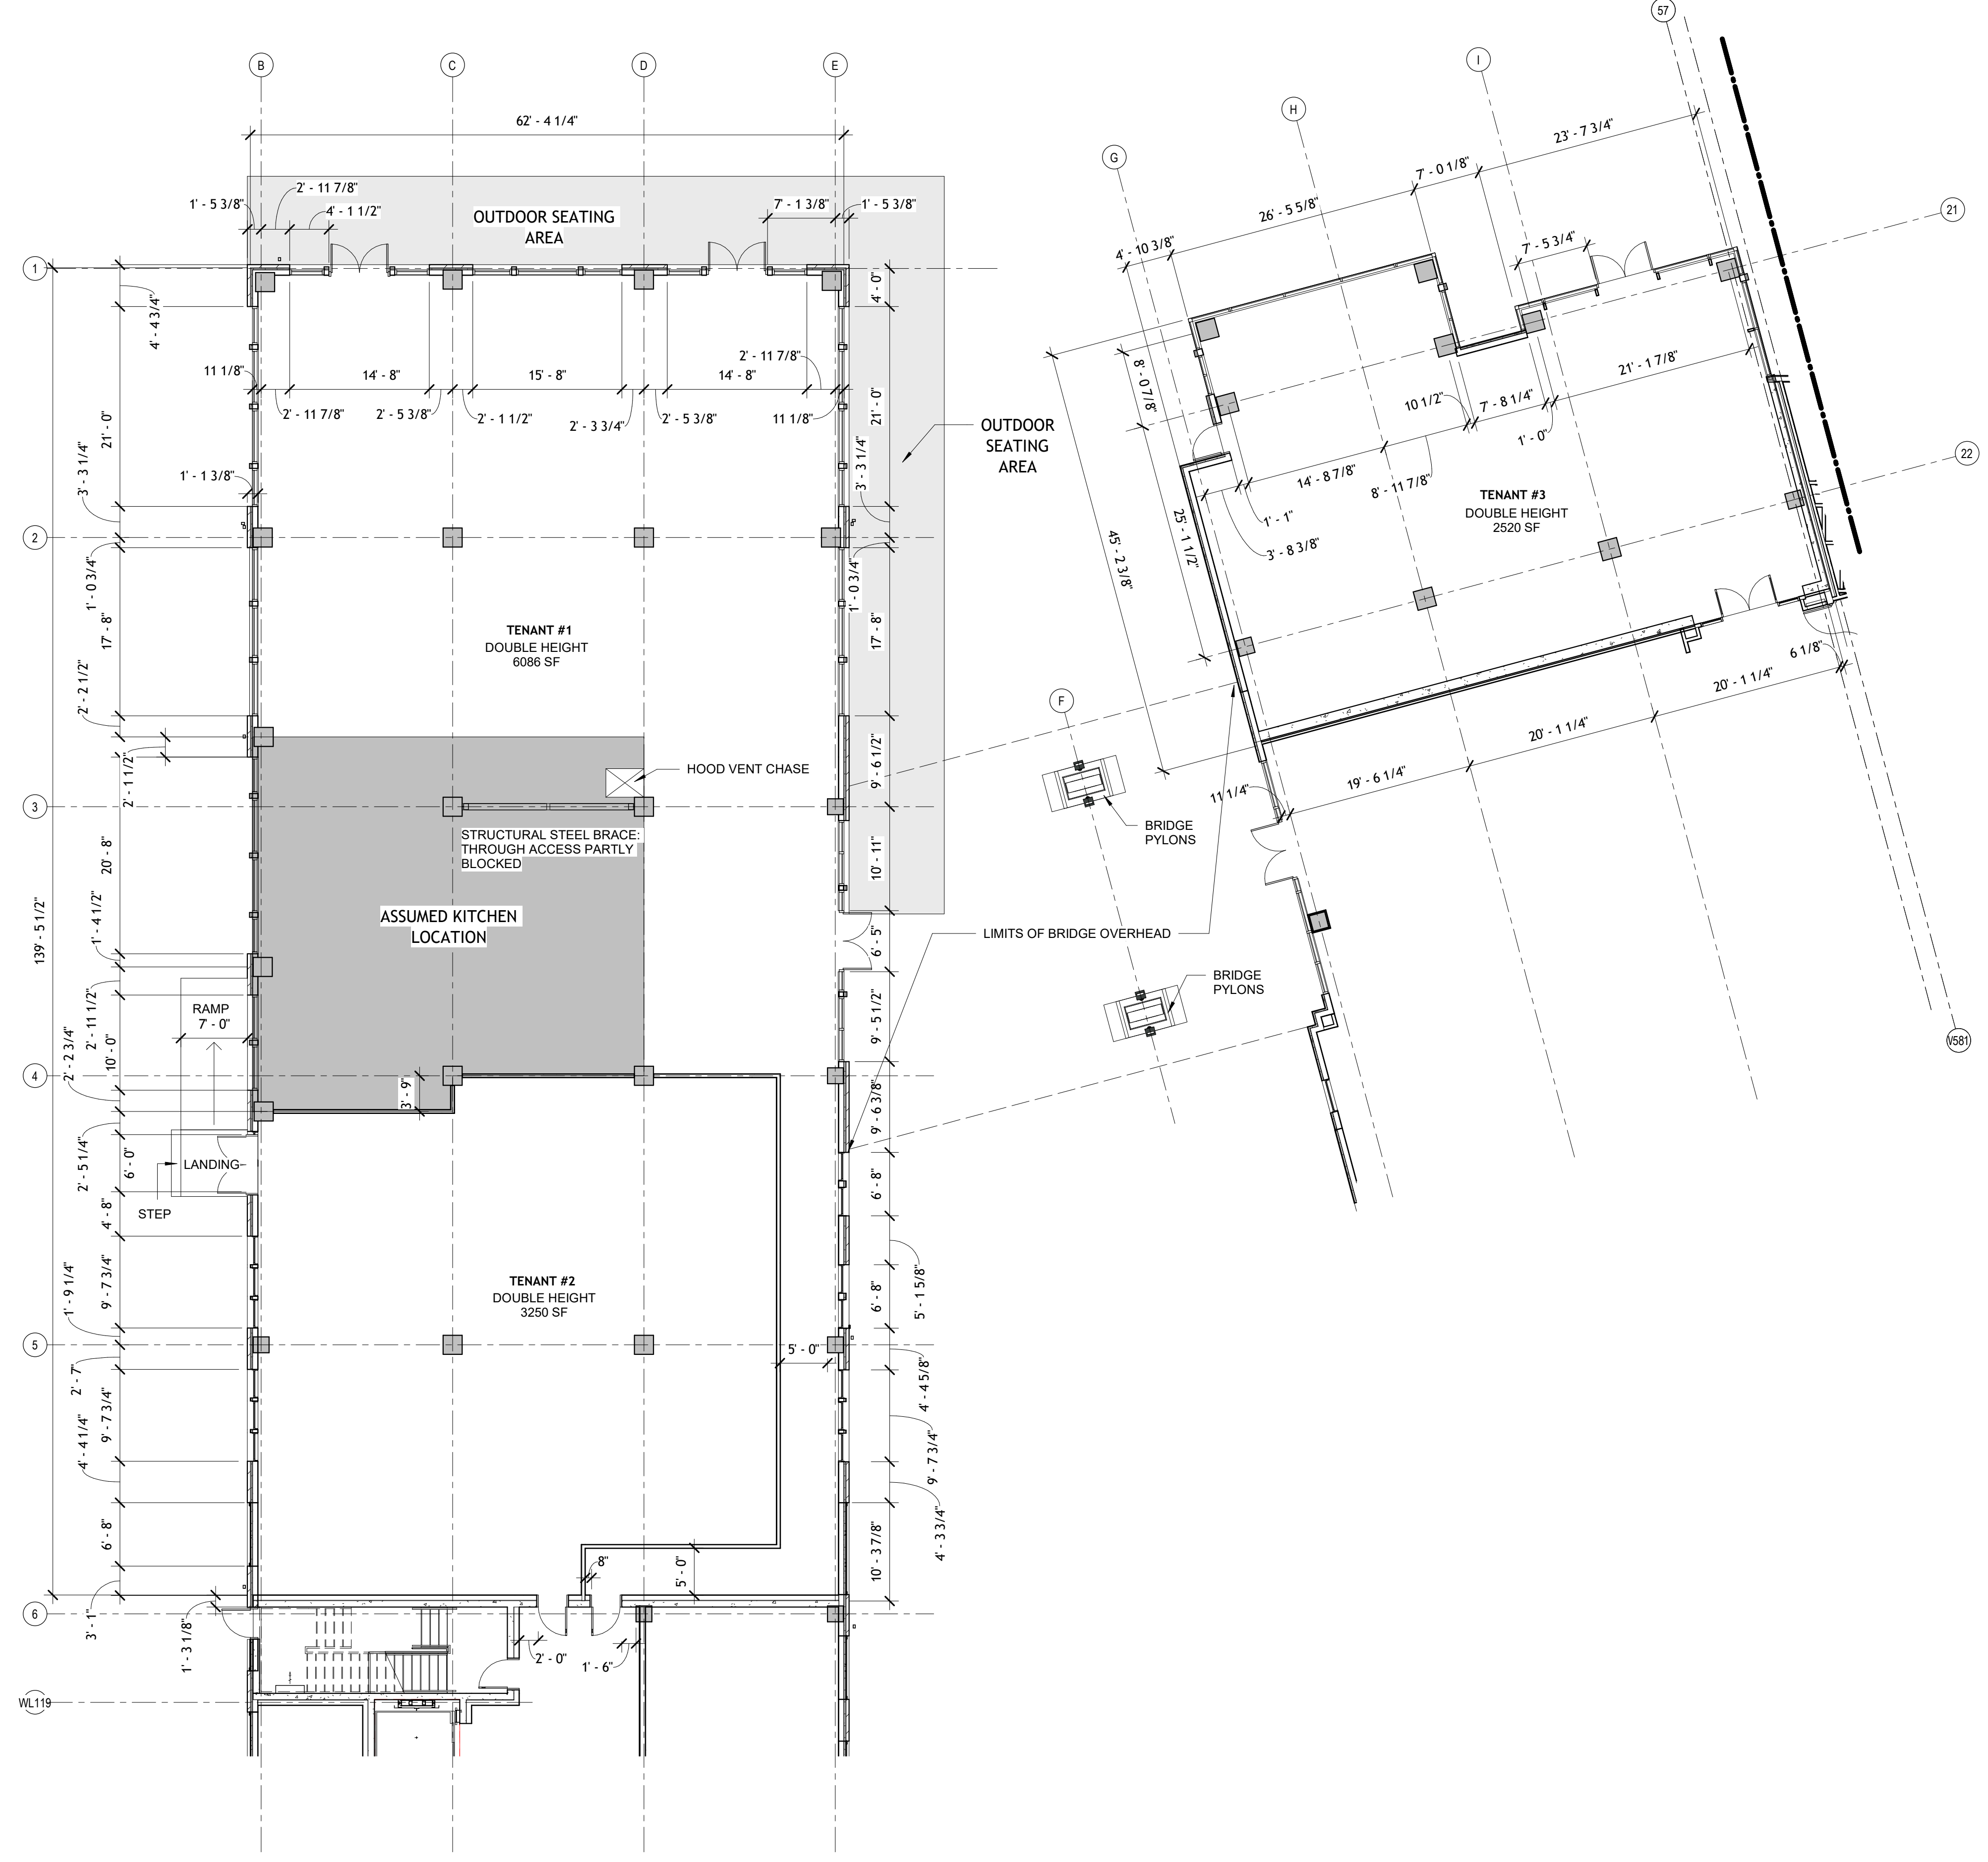 B
C
D
E
62' - 4 1/4"
1' - 5 3/8"
2' - 11 7/8"
4' - 1 1/2"
OUTDOOR SEATING
AREA
7' - 1 3/8"
1' - 5 3/8"
1
4' - 4 3/4"
4' - 0"
11 1/8"
14' - 8"
15' - 8"
14' - 8"
2' - 11 7/8"
2' - 11 7/8"
2' - 5 3/8"
2' - 1 1/2"
2' - 3 3/4"
2' - 5 3/8"
11 1/8"
21' - 0"
21' - 0"
OUTDOOR
SEATING
AREA
3' - 3 1/4"
1' - 1 3/8"
3' - 3 1/4"
2
1' - 0 3/4"
1' - 0 3/4"
17' - 8"
17' - 8"
TENANT #1
DOUBLE HEIGHT
6086 SF
2' - 2 1/2"
2' - 1 1/2"
HOOD VENT CHASE
9' - 6 1/2"
3
STRUCTURAL STEEL BRACE:
THROUGH ACCESS PARTLY
BLOCKED
20' - 8"
10' - 11"
139' - 5 1/2"
1' - 4 1/2"
ASSUMED KITCHEN
LOCATION
6' - 5"
LIMITS OF BRIDGE OVERHEAD
2' - 11 1/2"
RAMP
7' - 0"
9' - 5 1/2"
2' - 2 3/4"
10' - 0"
4
3' - 9"
9' - 6 3/8"
2' - 5 1/4"
6' - 0"
LANDING
STEP
4' - 8"
6' - 8"
5' - 1 5/8"
1' - 9 1/4"
9' - 7 3/4"
TENANT #2
DOUBLE HEIGHT
3250 SF
6' - 8"
5
5' - 0"
2' - 7"
4' - 4 5/8"
9' - 7 3/4"
4' - 4 1/4"
9' - 7 3/4"
4' - 3 3/4"
6' - 8"
8"
5' - 0"
10' - 3 7/8"
6
3' - 1"
1' - 3 1/8"
2' - 0"
1' - 6"
WL119
57
I
H
G
23' - 7 3/4"
7' - 0 1/8"
26' - 5 5/8"
4' - 10 3/8"
21
7' - 5 3/4"
8' - 0 7/8"
21' - 1 7/8"
10 1/2"
7' - 8 1/4"
1' - 0"
22
14' - 8 7/8"
8' - 11 7/8"
TENANT #3
DOUBLE HEIGHT
2520 SF
1' - 1"
3' - 8 3/8"
25' - 1 1/2"
45' - 2 3/8"
6 1/8"
20' - 1 1/4"
20' - 1 1/4"
19' - 6 1/4"
11 1/4"
F
BRIDGE
PYLONS
BRIDGE
PYLONS
V581